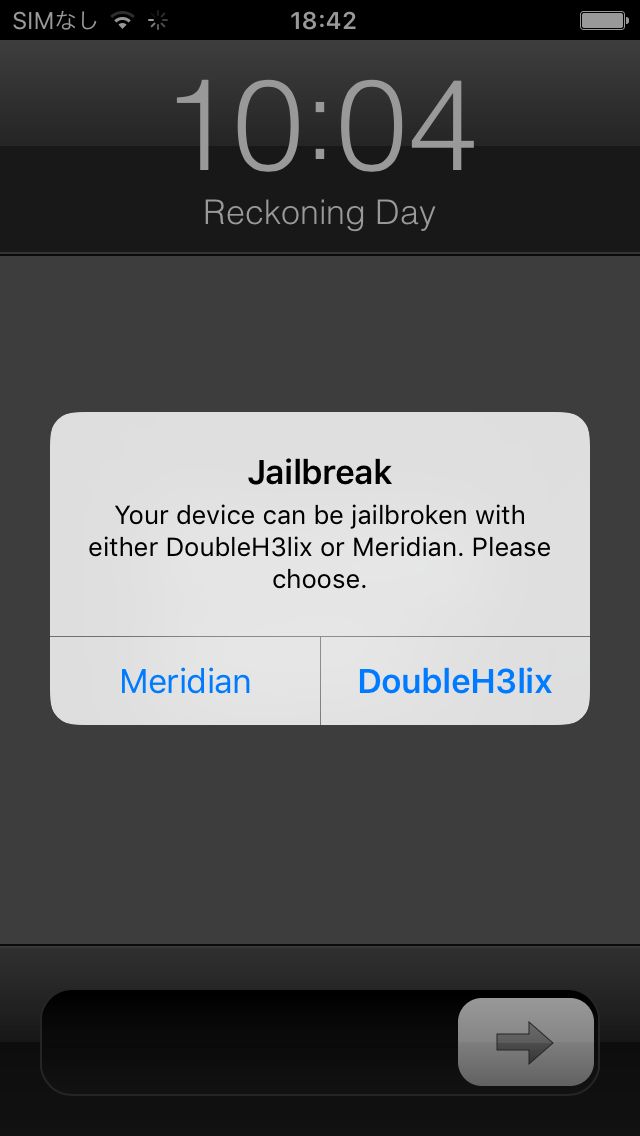 SIMなし
18:42
10:04
Reckoning Day
Jailbreak
Your device can be jailbroken with
either DoubleH3lix or Meridian. Please
choose.
Meridian
DoubleH3lix